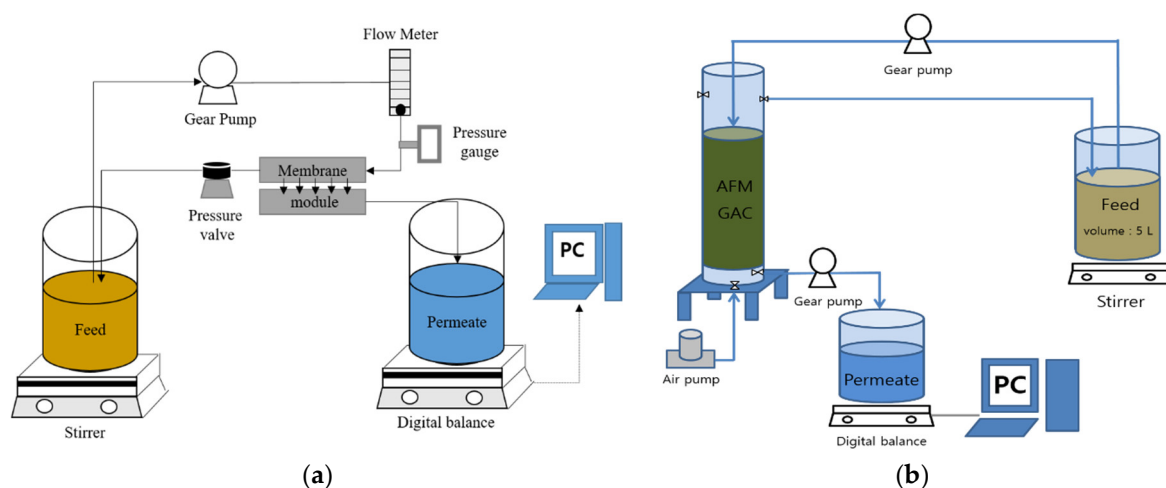 Flow Meter
Gear Pump
Pressure
gauge
Membrane
module
Pressure
valve
PC
Feed
Permeate
Stirrer
Digital balance
(a)
Gear pump
AFM
GAC
Feed
volume : 5 L
Stirrer
Gear pump
Air pump
Permeate
PC
Digital balance
(b)